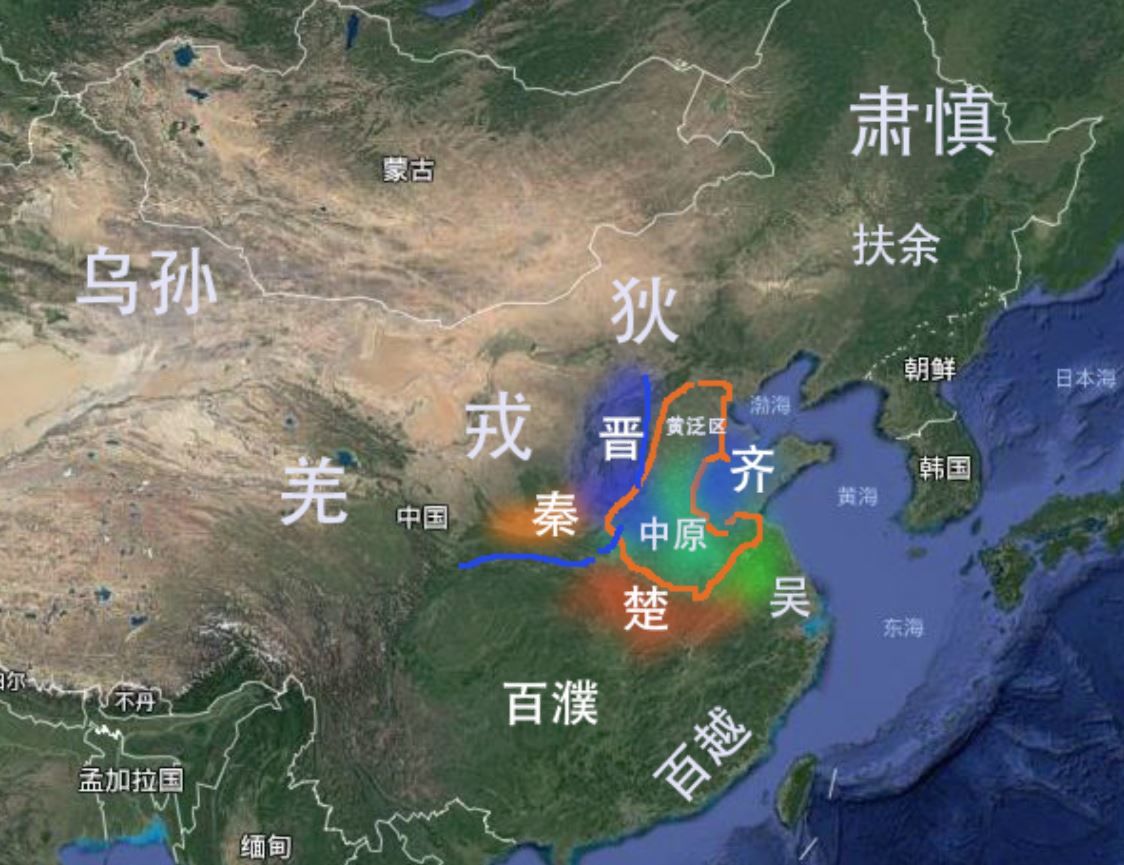 肃慎
蒙古
扶余
乌孙
狄
朝鲜
日本海
渤海
戎
晋
黄泛区
齐
韩国
羌
黄海
中国
秦
中原
楚
吴
东海
百濮
不丹
百越
孟加拉国
缅甸